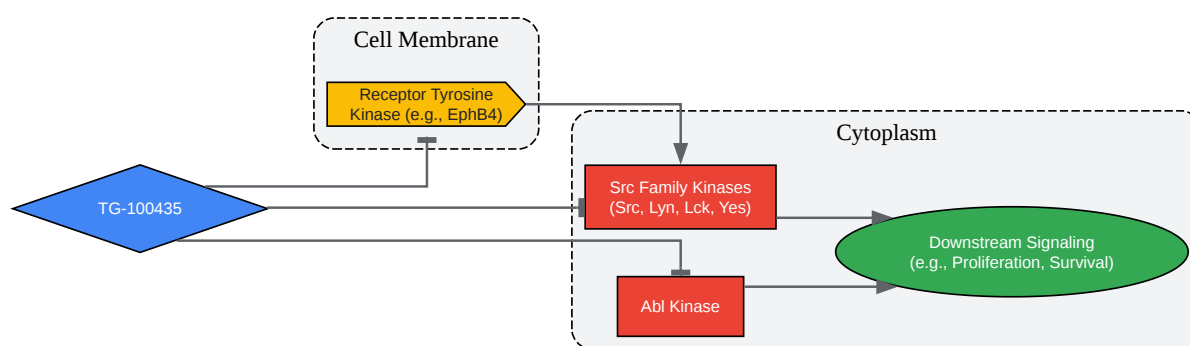 Cell Membrane
Receptor Tyrosine
Kinase (e.g., EphB4)
Cytoplasm
TG-100435
Src Family Kinases
(Src, Lyn, Lck, Yes)
Downstream Signaling
(e.g., Proliferation, Survival)
Abl Kinase